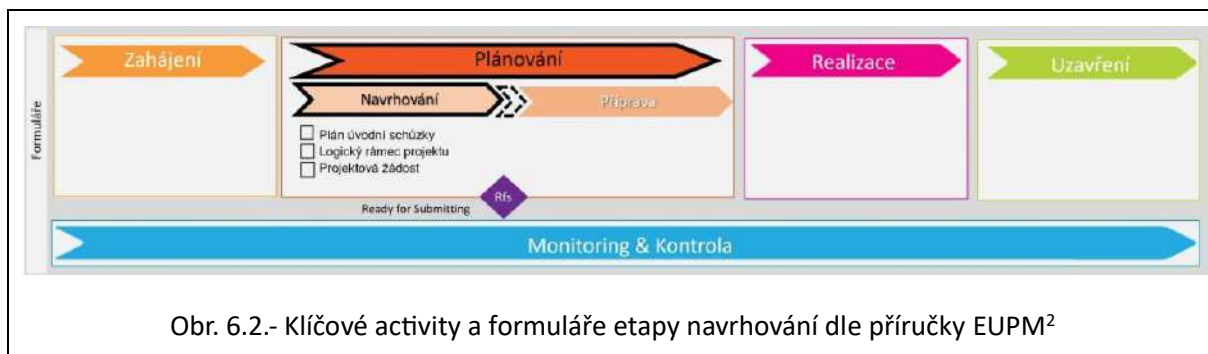 Zahájení
Plánování
Realizace
Uzavření
Navrhování
Příprava
Formuláře
Plán úvodní schůzky
Logický rámec projektu
Projektová žádost
Rfs
Ready for Submitting
Monitoring & Kontrola
Obr. 6.2.- Klíčové activity a formuláře etapy navrhování dle příručky EUPM²